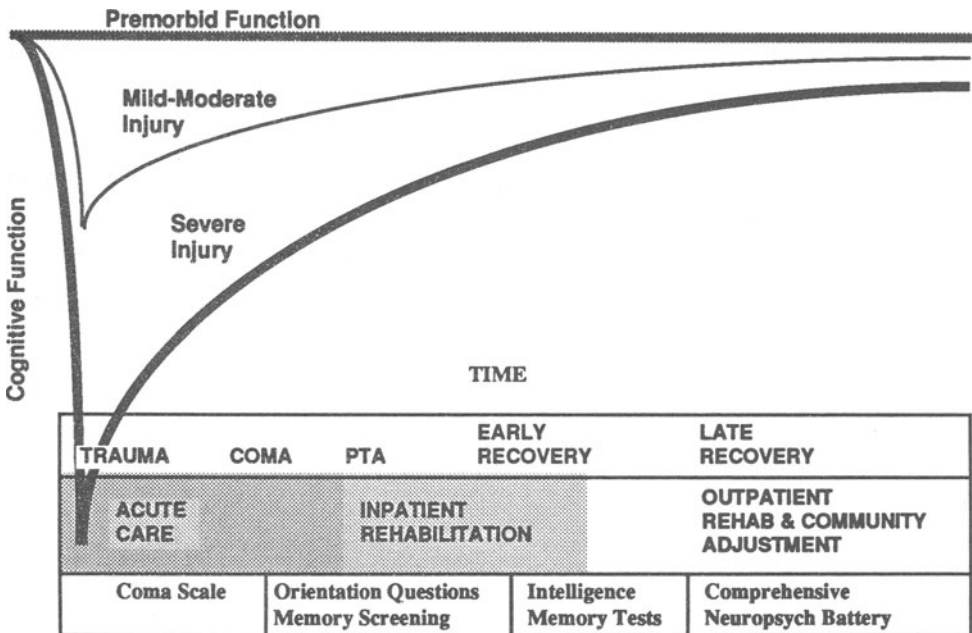 Premorbid Function
Mild-Moderate
Injury
Severe
Injury
Cognitive Function
TIME
TRAUMA
COMA
PTA
EARLY
RECOVERY
LATE
RECOVERY
ACUTE
CARE
INPATIENT
REHABILITATION
OUTPATIENT
REHAB & COMMUNITY
ADJUSTMENT
Coma Scale
Orientation Questions
Memory Screening
Intelligence
Memory Tests
Comprehensive
Neuropsych Battery